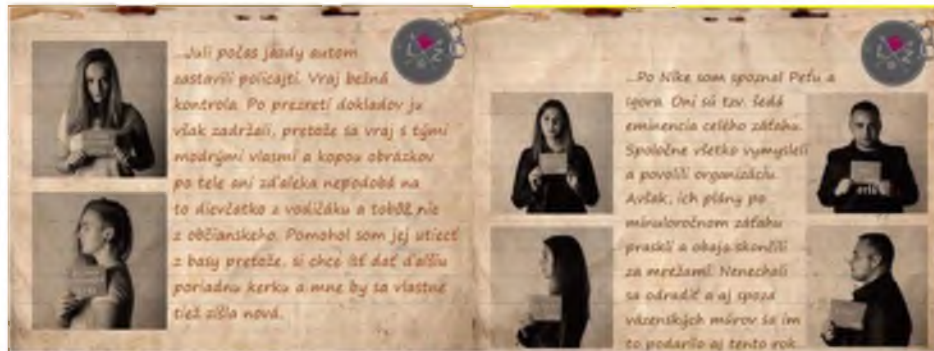 ...Juli počas jazdy autom
zastavili policajti. Vraj bežná
kontrola. Po prezretí dokladov ju
však zadržali, pretože sa vraj s tými
modrými vlasmi a kopou obrázkov
po tele ani zďaleka nepodobá na
to dievčatko z vodičáku a tobôž nie
z občianskeho. Pomohol som jej utiecť
z basy pretože, si chce ísť dať ďalšiu
poriadnu kerku a mne by sa vlastne
tiež zišla nová.
...Po Nike som spoznal Peťu a
Igora. Oni sú tzv. šedá
eminencia celého záťahu.
Spoločne všetko vymysleli
a povolili organizáciu.
Avšak, ich plány po
minuloročnom záťahu
praskli a obaja skončili
za mrežami. Nenechali
sa odradiť a aj spoza
väzenských múrov sa im
to podarilo aj tento rok...